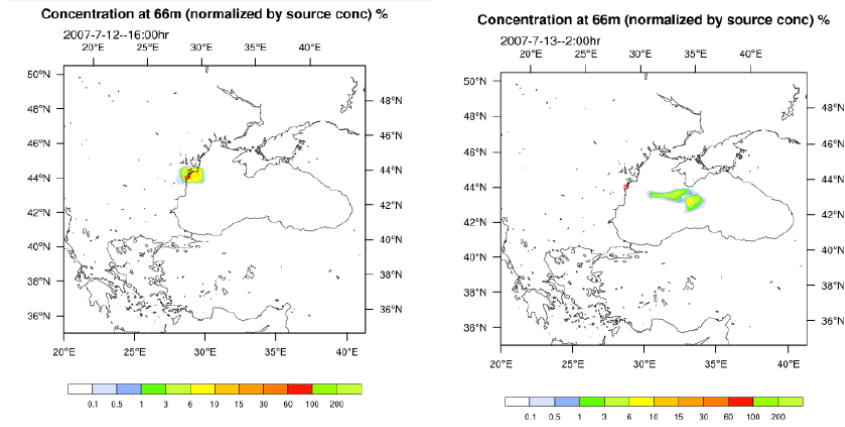 Concentration at 66m (normalized by source conc) %
2007-7-12--16:00hr
20°E 25°E 30°E 35°E 40°E
50°N
48°N
46°N
44°N
42°N
40°N
38°N
36°N
48°N
46°N
44°N
42°N
40°N
38°N
36°N
20°E 25°E 30°E 35°E 40°E
0.1 0.5 1 3 6 10 15 30 60 100 200
Concentration at 66m (normalized by source conc) %
2007-7-13--2:00hr
20°E 25°E 30°E 35°E 40°E
50°N
48°N
46°N
44°N
42°N
40°N
38°N
36°N
48°N
46°N
44°N
42°N
40°N
38°N
36°N
20°E 25°E 30°E 35°E 40°E
0.1 0.5 1 3 6 10 15 30 60 100 200